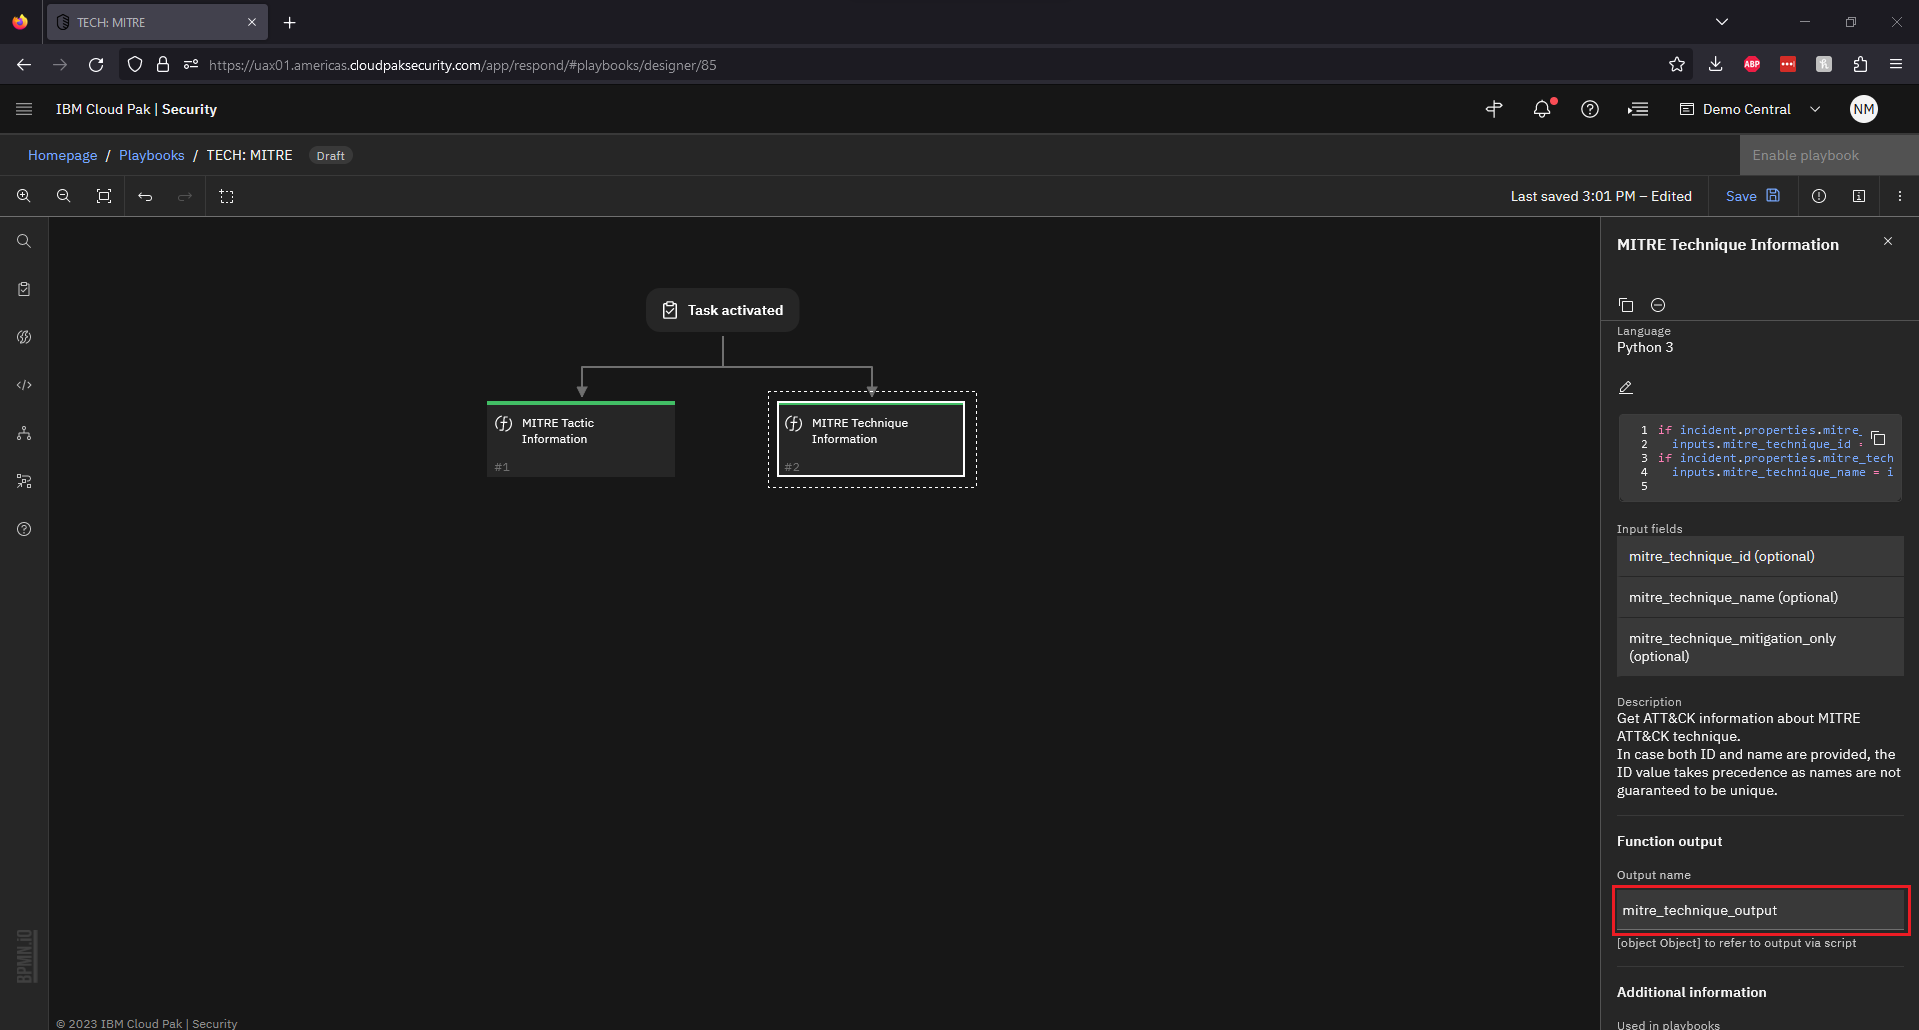 TECH: MITRE
https://uax01.americas.cloudpaksecurity.com/app/respond/#playbooks/designer/85
ABP
IBM Cloud Pak | Security
Demo Central
NM
Homepage / Playbooks / TECH: MITRE Draft
Enable playbook
Last saved 3:01 PM – Edited
Save
MITRE Technique Information
Language
Python 3
1 if incident.properties.mitre_
2 inputs.mitre_technique_id =
3 if incident.properties.mitre_tech
4 inputs.mitre_technique_name = i
5
Input fields
mitre_technique_id (optional)
mitre_technique_name (optional)
mitre_technique_mitigation_only
(optional)
Description
Get ATT&CK information about MITRE
ATT&CK technique.
In case both ID and name are provided, the
ID value takes precedence as names are not
guaranteed to be unique.
Function output
Output name
mitre_technique_output
[object Object] to refer to output via script
Additional information
Used in playbooks
Task activated
MITRE Tactic
Information
#1
MITRE Technique
Information
#2
BPMN.iO
© 2023 IBM Cloud Pak | Security